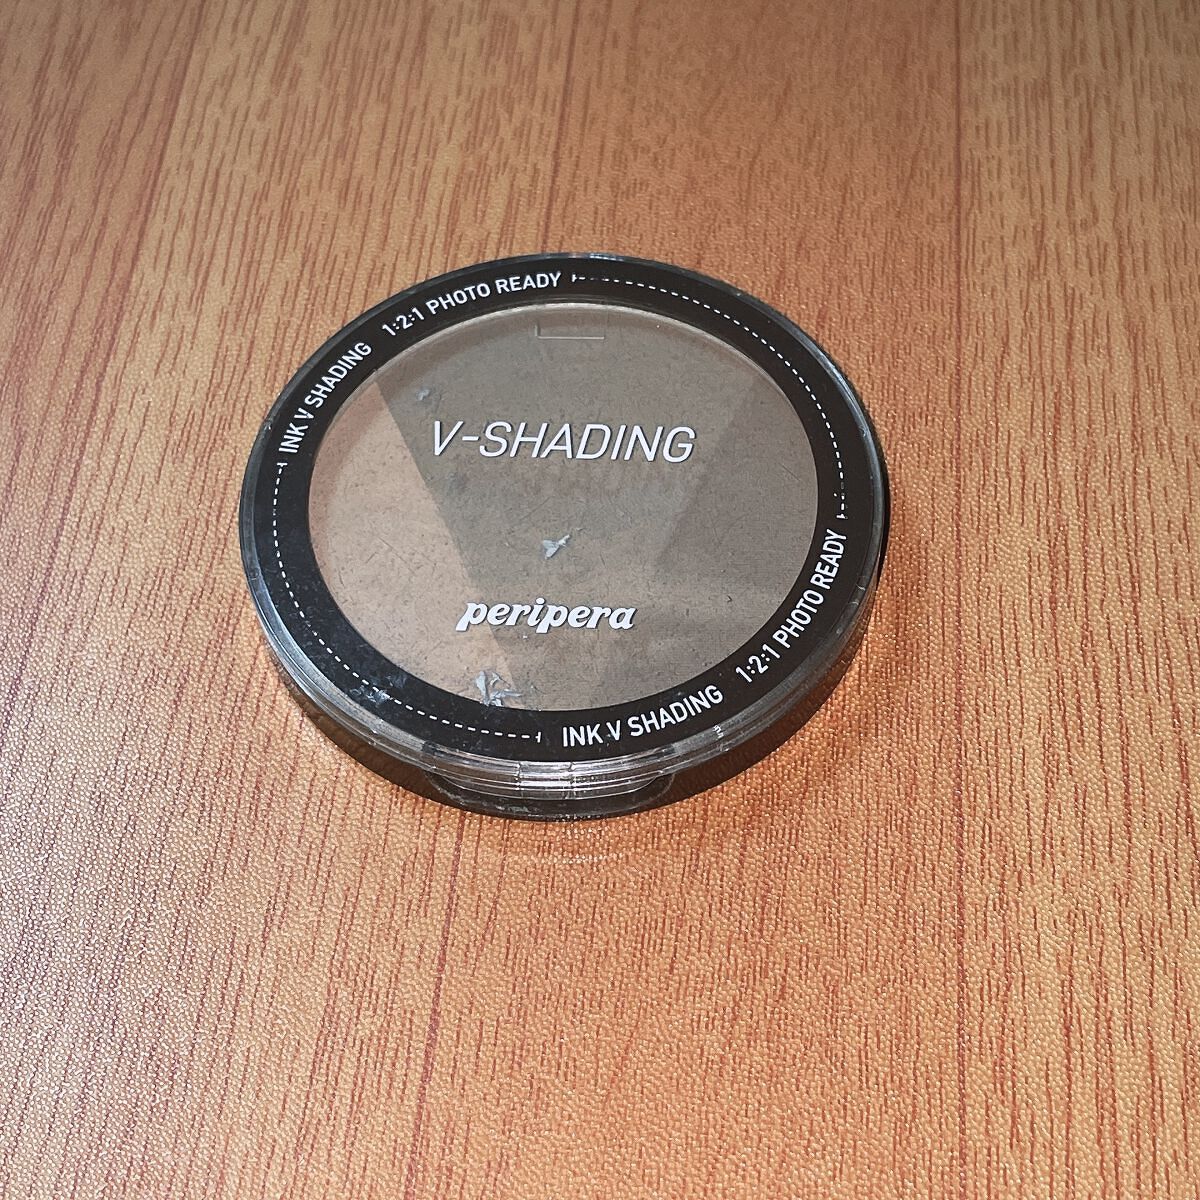 INK V SHADING 1:2:1 PHOTO READY
V-SHADING
peripera
INK V SHADING 1:2:1 PHOTO READY